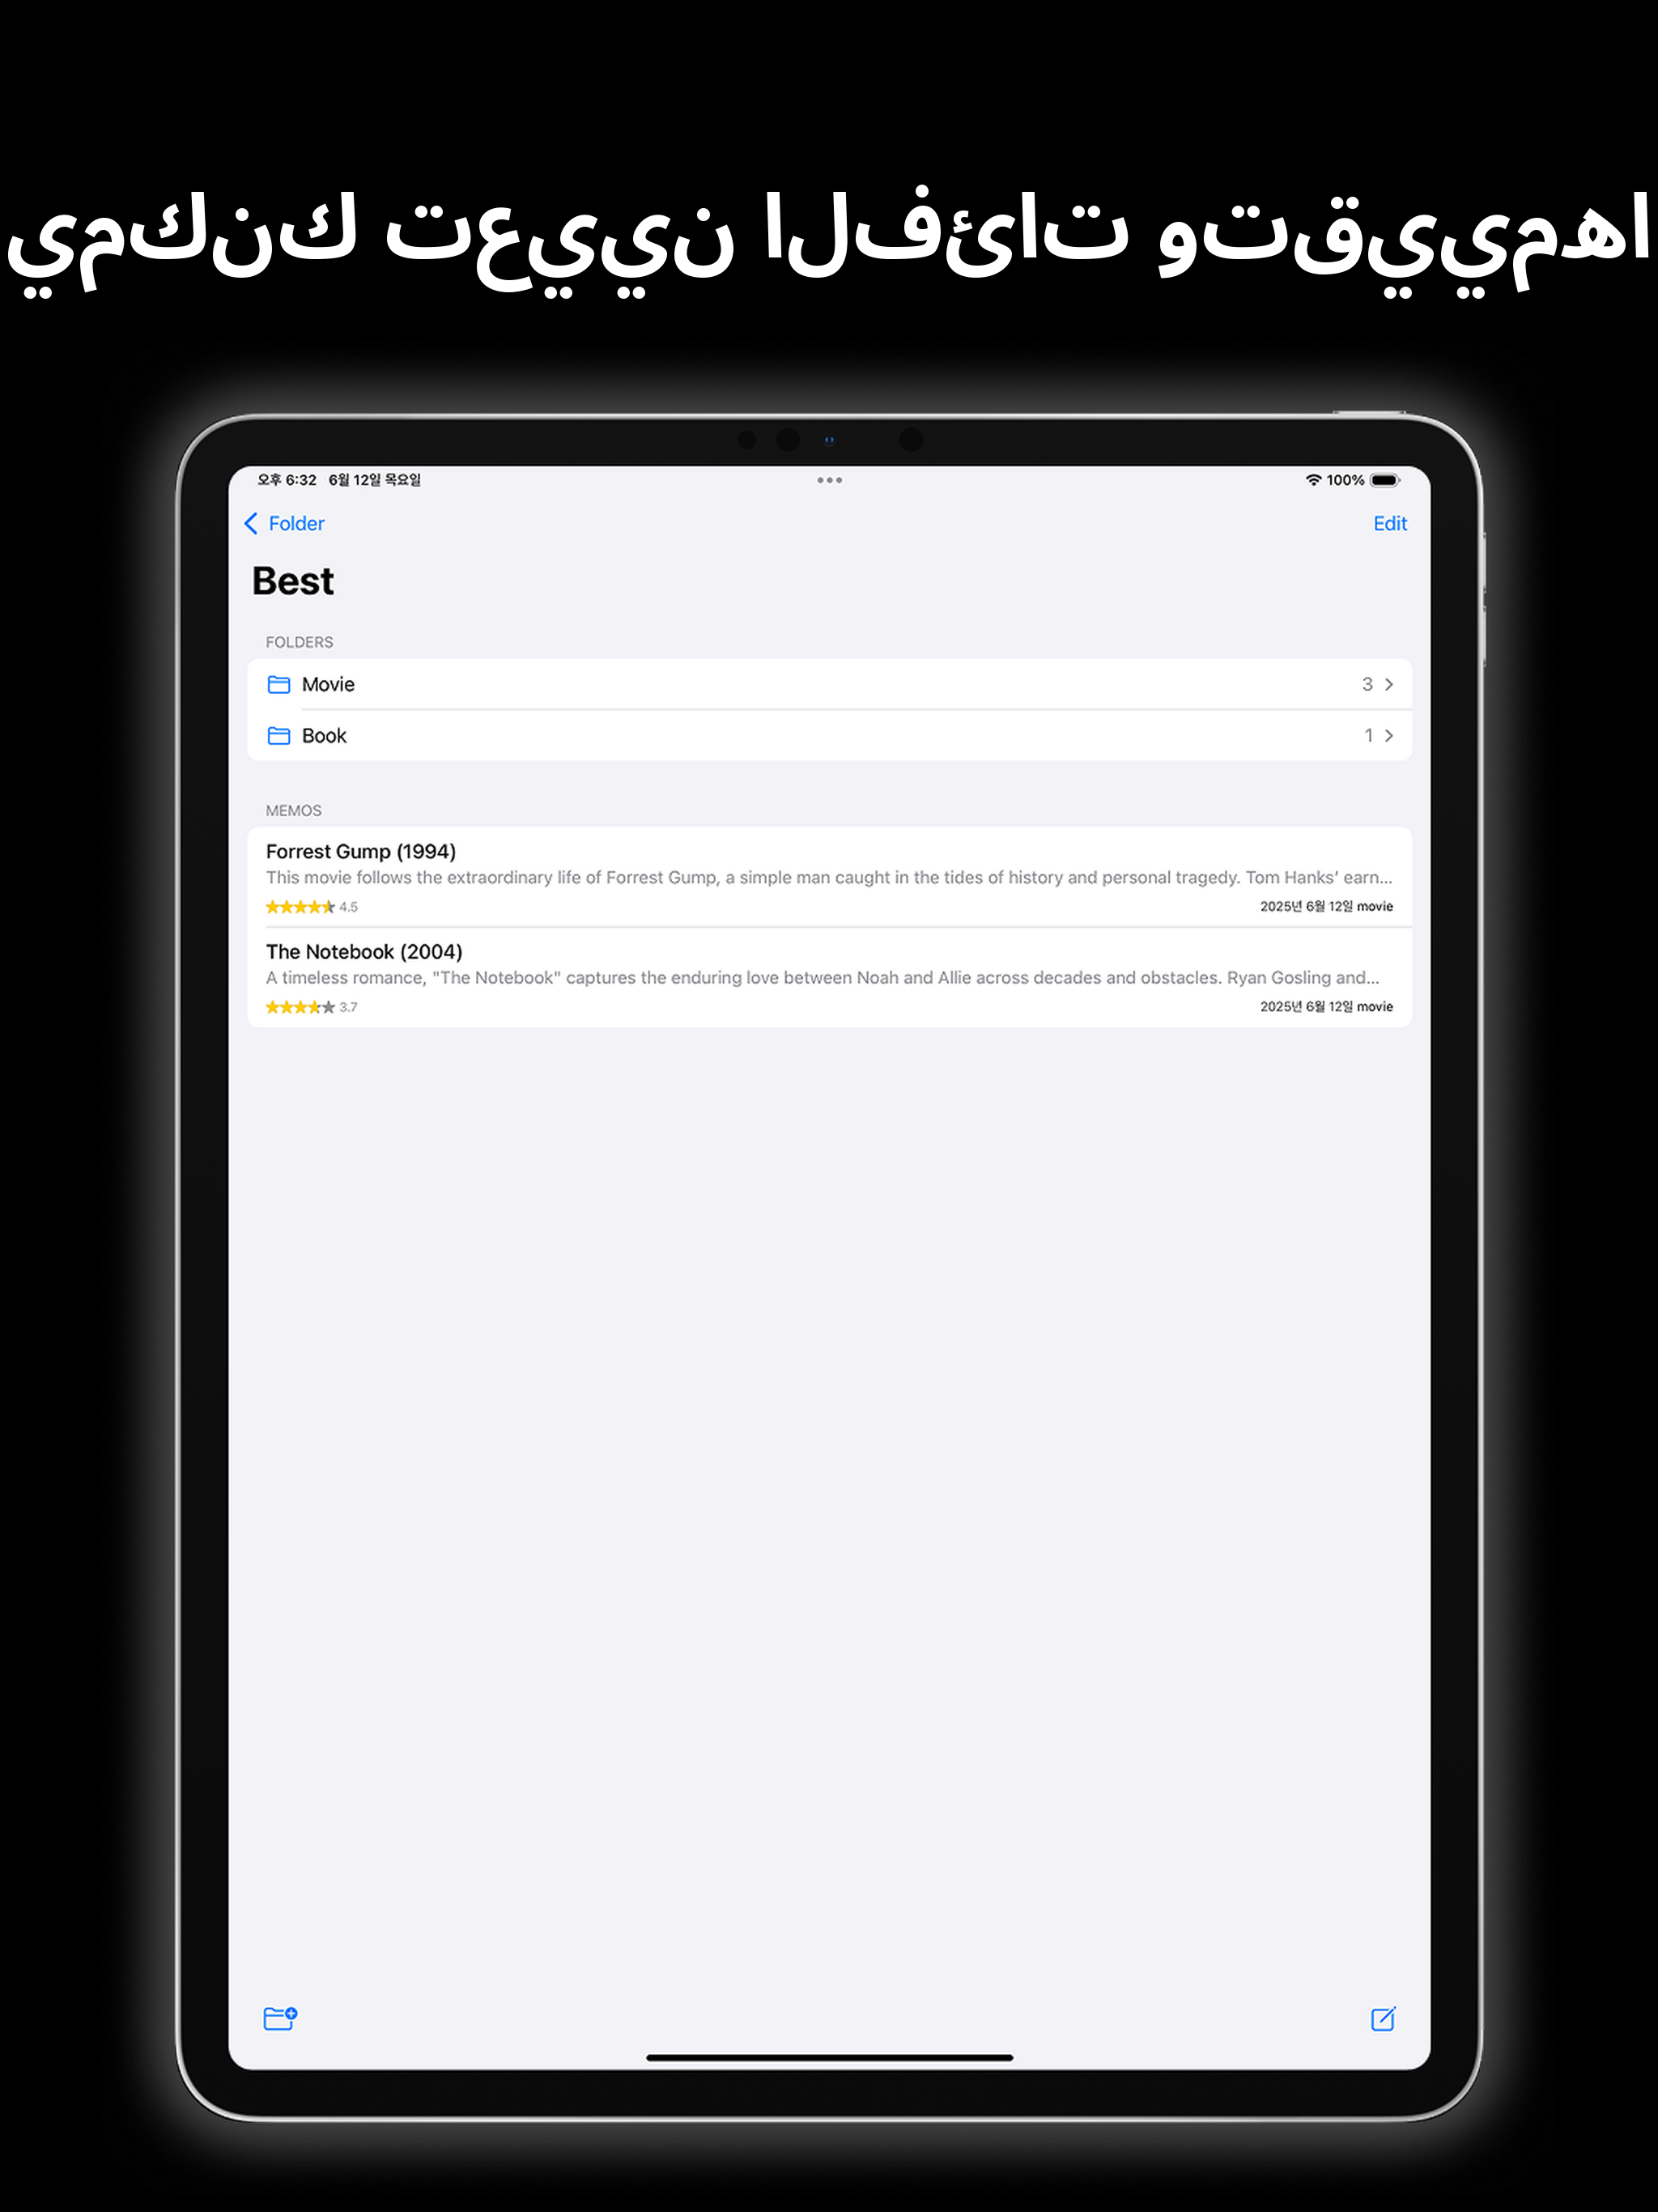 يمكنك تعيين الفئات وتقييمها
오후 6:32 6월 12일 목요일 100%
Folder Edit
Best
FOLDERS
Movie 3
Book 1
MEMOS
Forrest Gump (1994)
This movie follows the extraordinary life of Forrest Gump, a simple man caught in the tides of history and personal tragedy. Tom Hanks’ earn...
4.5 2025년 6월 12일 movie
The Notebook (2004)
A timeless romance, "The Notebook" captures the enduring love between Noah and Allie across decades and obstacles. Ryan Gosling and...
3.7 2025년 6월 12일 movie